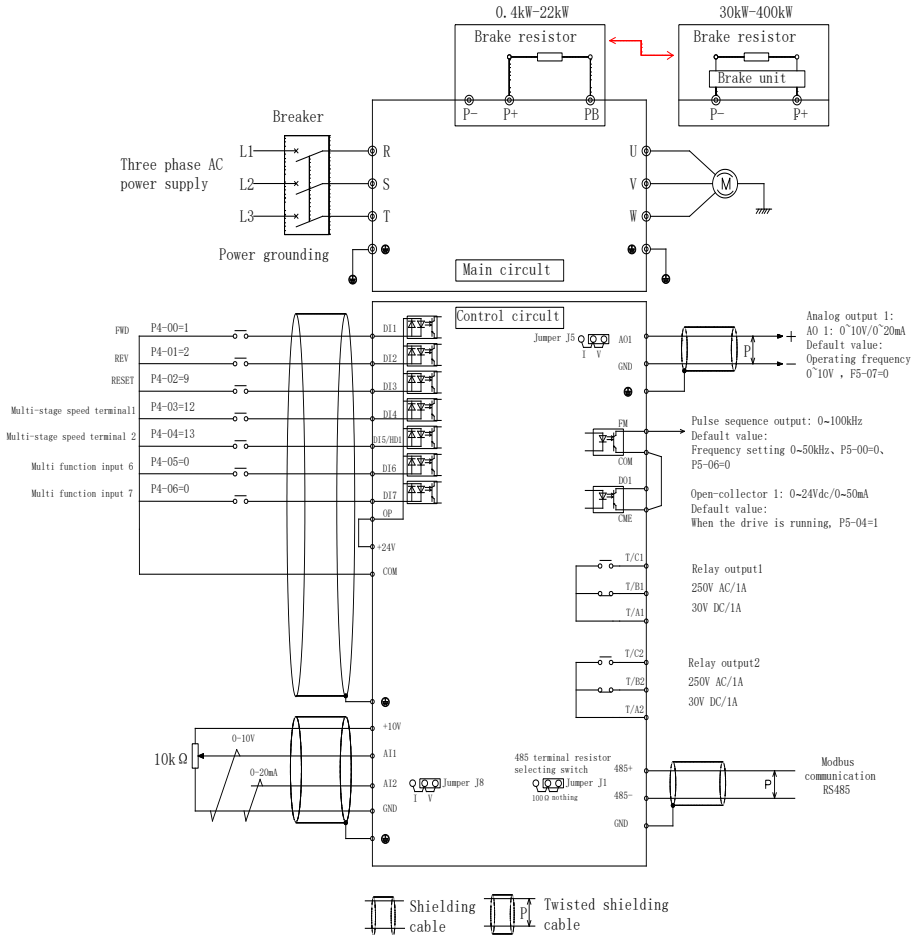 0.4kW-22kW
30kW-400kW
Brake resistor
Brake resistor
Brake unit
P-
P+
PB
P-
P+
Breaker
L1
R
U
Three phase AC
power supply
L2
S
V
M
L3
T
W
Power grounding
Main circult
Control circult
FWD
P4-00=1
DI1
REV
P4-01=2
DI2
RESET
P4-02=9
DI3
Multi-stage speed terminal1
P4-03=12
DI4
Multi-stage speed terminal 2
P4-04=13
DI5/HD1
Multi function input 6
P4-05=0
DI6
Multi function input 7
P4-06=0
DI7
OP
+24V
COM
Jumper J5
I V
AO1
GND
P
+
−
Analog output 1:
AO 1: 0~10V/0~20mA
Default value:
Operating frequency
0~10V , F5-07=0
FM
COM
Pulse sequence output: 0~100kHz
Default value:
Frequency setting 0~50kHz、P5-00=0、
P5-06=0
DO1
CME
Open-collector 1: 0~24Vdc/0~50mA
Default value:
When the drive is running, P5-04=1
T/C1
T/B1
T/A1
Relay output1
250V AC/1A
30V DC/1A
T/C2
T/B2
T/A2
Relay output2
250V AC/1A
30V DC/1A
+10V
0-10V
10kΩ
AI1
0-20mA
AI2
Jumper J8
I V
GND
485 terminal resistor
selecting switch
Jumper J1
100Ω nothing
485+
485-
GND
P
Modbus
communication
RS485
Shielding
cable
P
Twisted shielding
cable